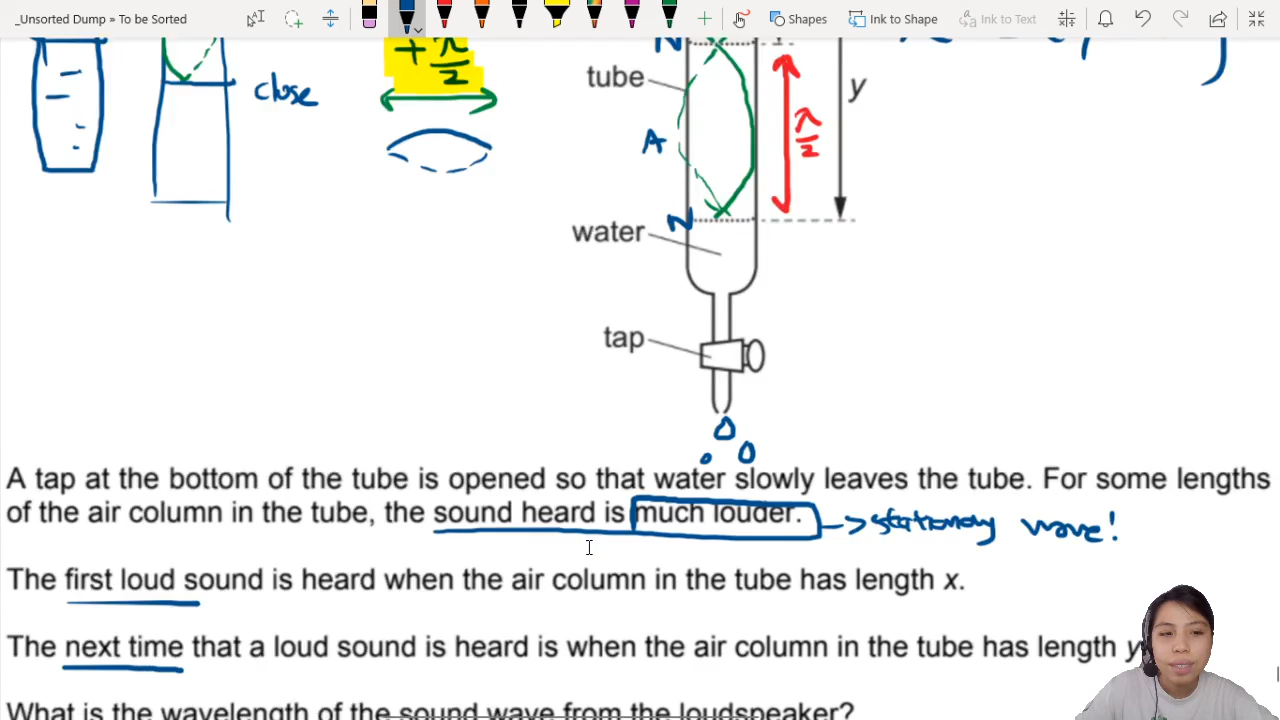 _Unsorted Dump » To be Sorted
Shapes
Ink to Shape
Ink to Text
+ λ/2
close
N
tube
y
A
λ/2
N
water
tap
A tap at the bottom of the tube is opened so that water slowly leaves the tube. For some lengths
of the air column in the tube, the sound heard is much louder. -> stationary wave!
The first loud sound is heard when the air column in the tube has length x.
The next time that a loud sound is heard is when the air column in the tube has length y
What is the wavelength of the sound wave from the loudspeaker?